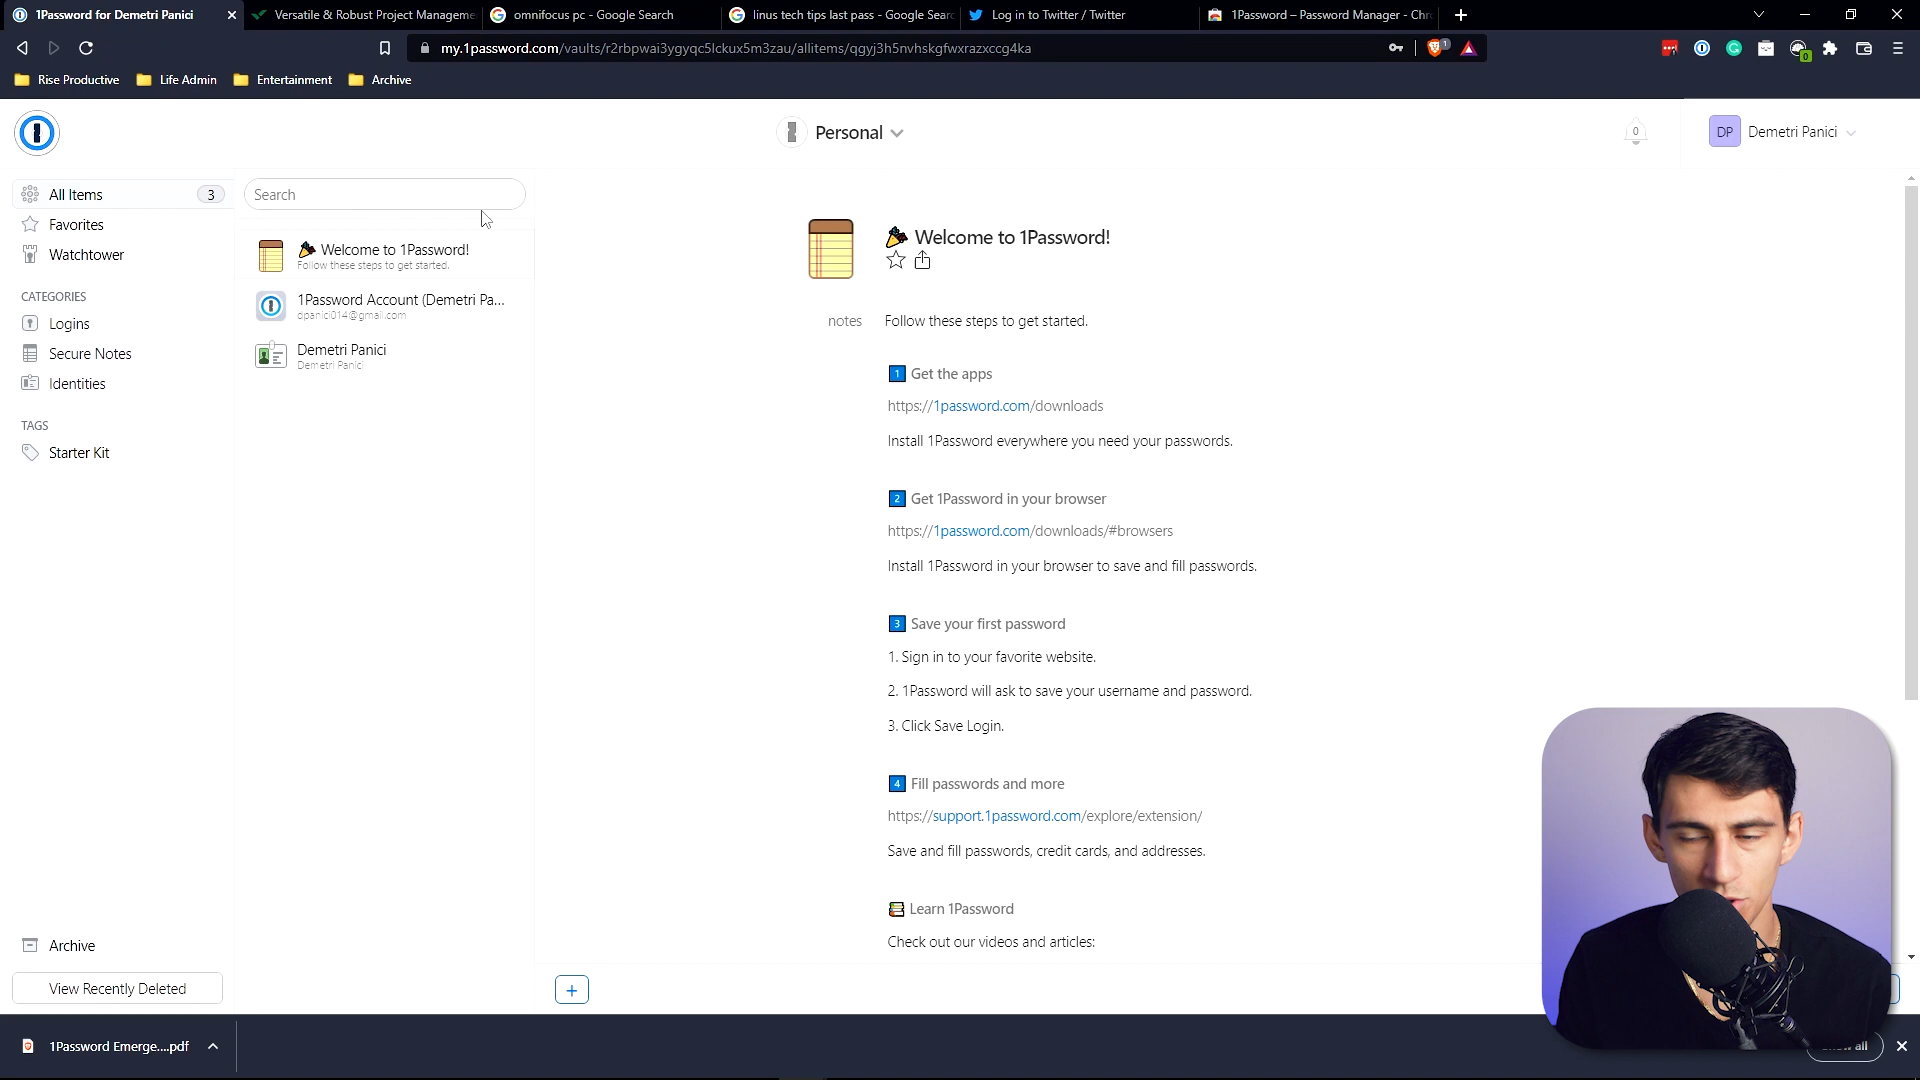 1Password for Demetri Panici
Versatile & Robust Project Manageme
omnifocus pc - Google Search
linus tech tips last pass - Google Searc
Log in to Twitter / Twitter
1Password – Password Manager - Chr
my.1password.com/vaults/r2rbpwai3ygyqc5lckux5m3zau/allitems/qgyj3h5nvhskgfwxrazxccg4ka
1
0
Rise Productive
Life Admin
Entertainment
Archive
Personal
0
DP
Demetri Panici
All Items
3
Favorites
Watchtower
CATEGORIES
Logins
Secure Notes
Identities
TAGS
Starter Kit
Archive
View Recently Deleted
Search
Welcome to 1Password!
Follow these steps to get started.
1Password Account (Demetri Pa...
dpanici014@gmail.com
Demetri Panici
Demetri Panici
Welcome to 1Password!
notes
Follow these steps to get started.
1 Get the apps
https://1password.com/downloads
Install 1Password everywhere you need your passwords.
2 Get 1Password in your browser
https://1password.com/downloads/#browsers
Install 1Password in your browser to save and fill passwords.
3 Save your first password
1. Sign in to your favorite website.
2. 1Password will ask to save your username and password.
3. Click Save Login.
4 Fill passwords and more
https://support.1password.com/explore/extension/
Save and fill passwords, credit cards, and addresses.
Learn 1Password
Check out our videos and articles:
+
1Password Emerge....pdf
all